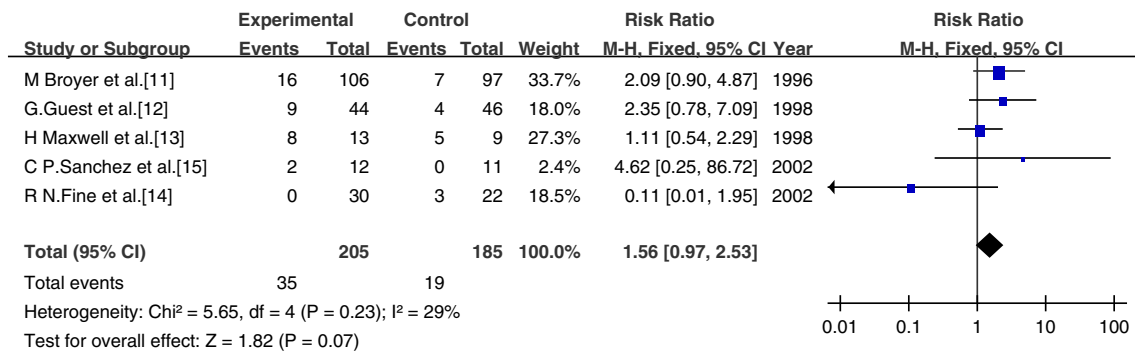 Experimental Control Risk Ratio Risk Ratio
Study or Subgroup Events Total Events Total Weight M-H, Fixed, 95% CI Year M-H, Fixed, 95% CI
M Broyer et al.[11] 16 106 7 97 33.7% 2.09 [0.90, 4.87] 1996
G.Guest et al.[12] 9 44 4 46 18.0% 2.35 [0.78, 7.09] 1998
H Maxwell et al.[13] 8 13 5 9 27.3% 1.11 [0.54, 2.29] 1998
C P.Sanchez et al.[15] 2 12 0 11 2.4% 4.62 [0.25, 86.72] 2002
R N.Fine et al.[14] 0 30 3 22 18.5% 0.11 [0.01, 1.95] 2002
Total (95% CI) 205 185 100.0% 1.56 [0.97, 2.53]
Total events 35 19
Heterogeneity: Chi² = 5.65, df = 4 (P = 0.23); I² = 29%
Test for overall effect: Z = 1.82 (P = 0.07)
0.01 0.1 1 10 100